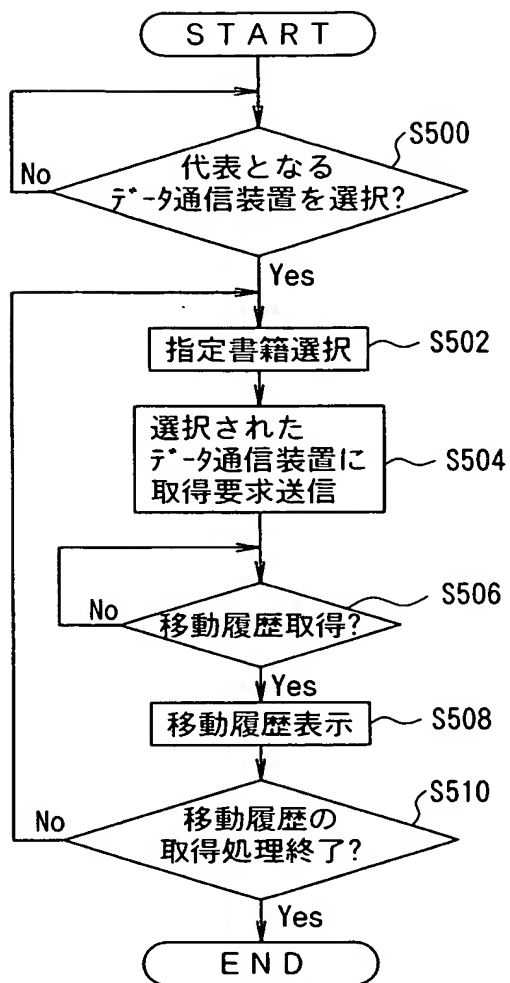 START
S500
代表となる
データ通信装置を選択?
No
Yes
指定書籍選択
S502
選択された
データ通信装置に
取得要求送信
S504
S506
No
移動履歴取得?
Yes
移動履歴表示
S508
S510
No
移動履歴の
取得処理終了?
Yes
END